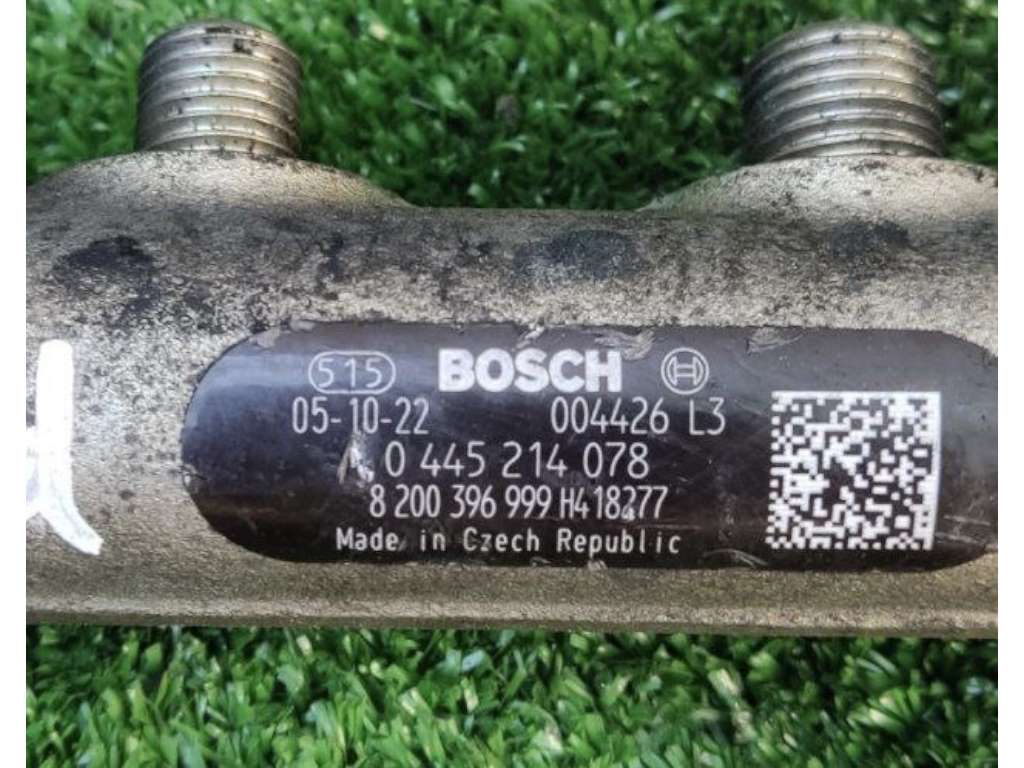 515 BOSCH
05-10-22 004426 L3
0 445 214 078
8 200 396 999 H418277
Made in Czech Republic